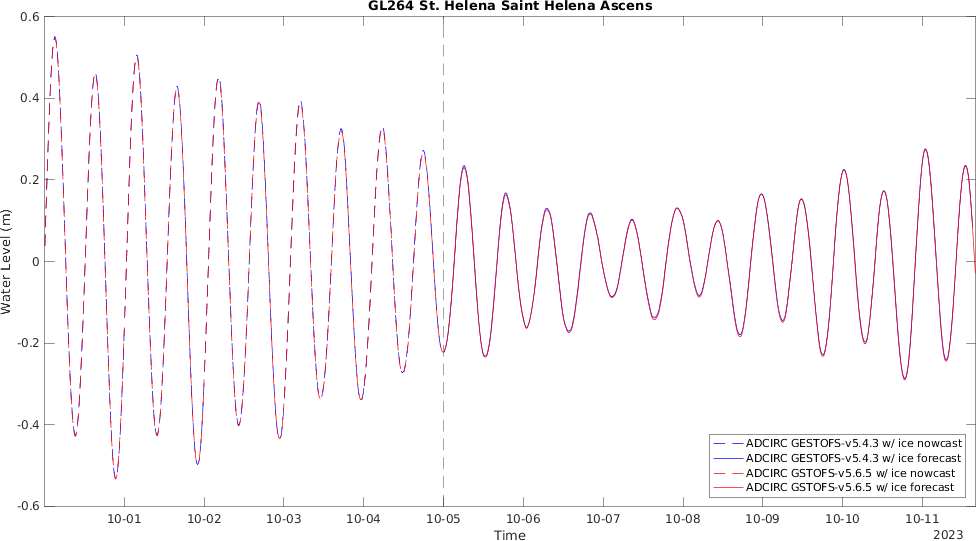 GL264 St. Helena Saint Helena Ascens
0.6
0.4
0.2
0
-0.2
-0.4
-0.6
Water Level (m)
10-01 10-02 10-03 10-04 10-05 10-06 10-07 10-08 10-09 10-10 10-11
2023
Time
ADCIRC GESTOFS-v5.4.3 w/ ice nowcast
ADCIRC GESTOFS-v5.4.3 w/ ice forecast
ADCIRC GSTOFS-v5.6.5 w/ ice nowcast
ADCIRC GSTOFS-v5.6.5 w/ ice forecast